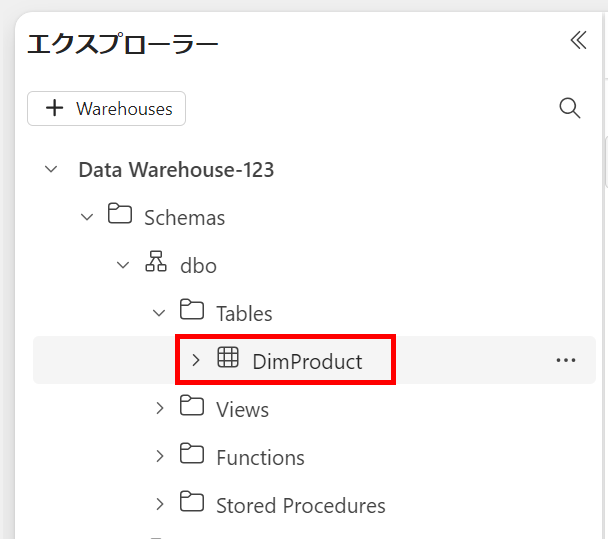 エクスプローラー
Warehouses
Data Warehouse-123
Schemas
dbo
Tables
DimProduct
Views
Functions
Stored Procedures